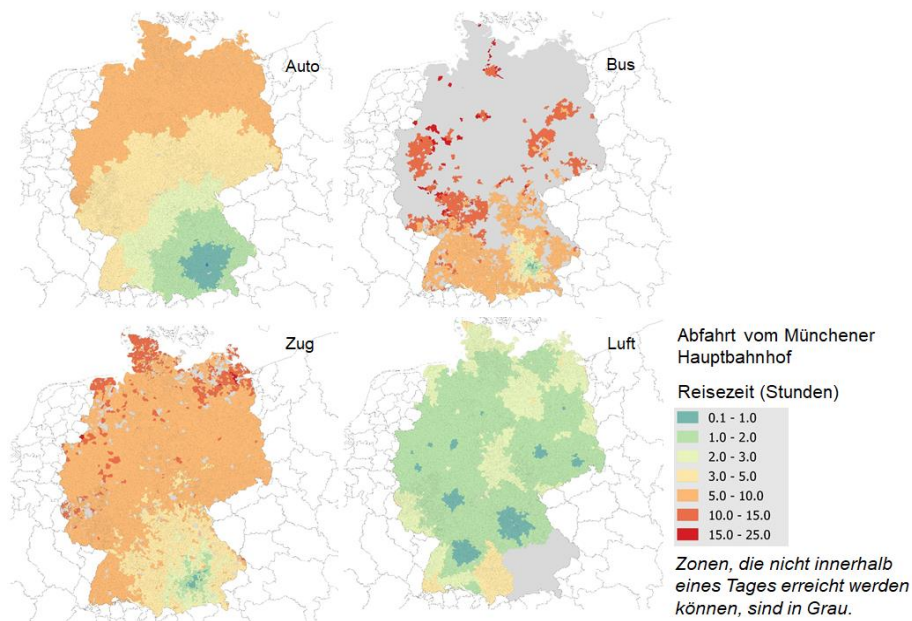 Auto
Bus
Zug
Luft
Abfahrt vom Münchener
Hauptbahnhof
Reisezeit (Stunden)
0.1 - 1.0
1.0 - 2.0
2.0 - 3.0
3.0 - 5.0
5.0 - 10.0
10.0 - 15.0
15.0 - 25.0
Zonen, die nicht innerhalb
eines Tages erreicht werden
können, sind in Grau.